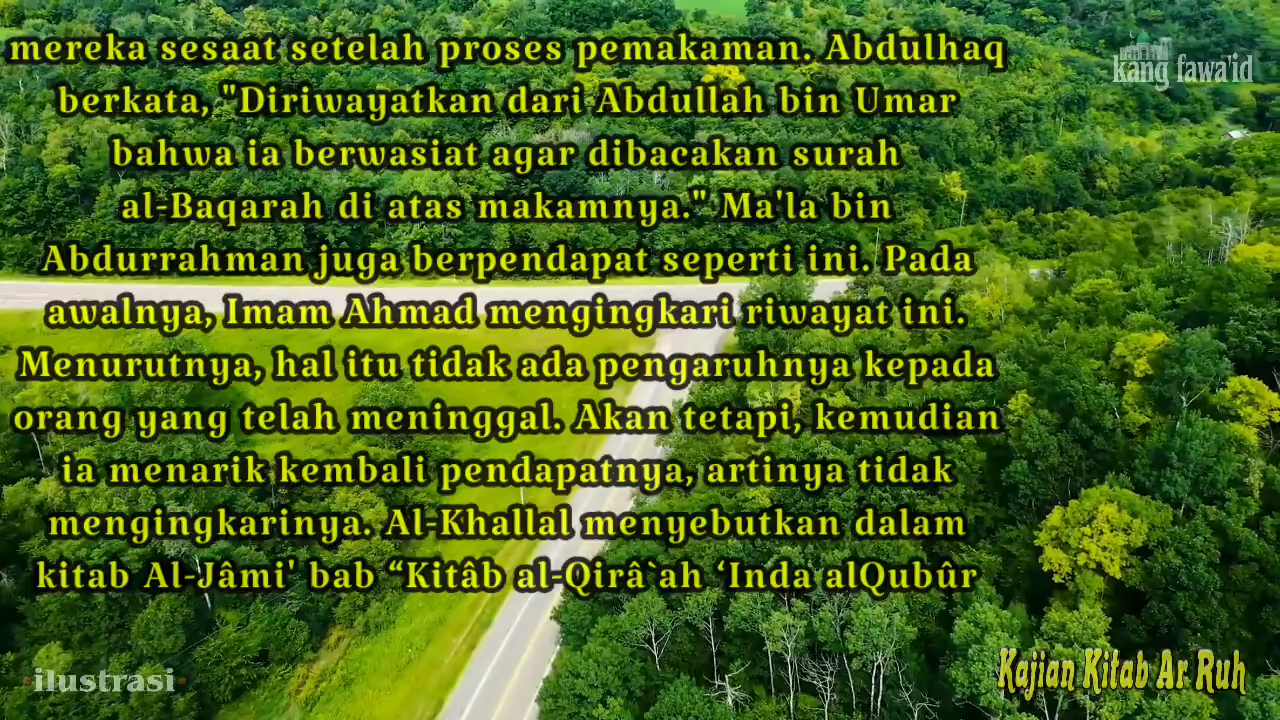 mereka sesaat setelah proses pemakaman. Abdulhaq
berkata, "Diriwayatkan dari Abdullah bin Umar
bahwa ia berwasiat agar dibacakan surah
al-Baqarah di atas makamnya." Ma'la bin
Abdurrahman juga berpendapat seperti ini. Pada
awalnya, Imam Ahmad mengingkari riwayat ini.
Menurutnya, hal itu tidak ada pengaruhnya kepada
orang yang telah meninggal. Akan tetapi, kemudian
ia menarik kembali pendapatnya, artinya tidak
mengingkarinya. Al-Khallal menyebutkan dalam
kitab Al-Jâmi' bab “Kitâb al-Qirâ`ah ‘Inda alQubûr
kang fawa'id
·ilustrasi·
Kajian Kitab Ar Ruh